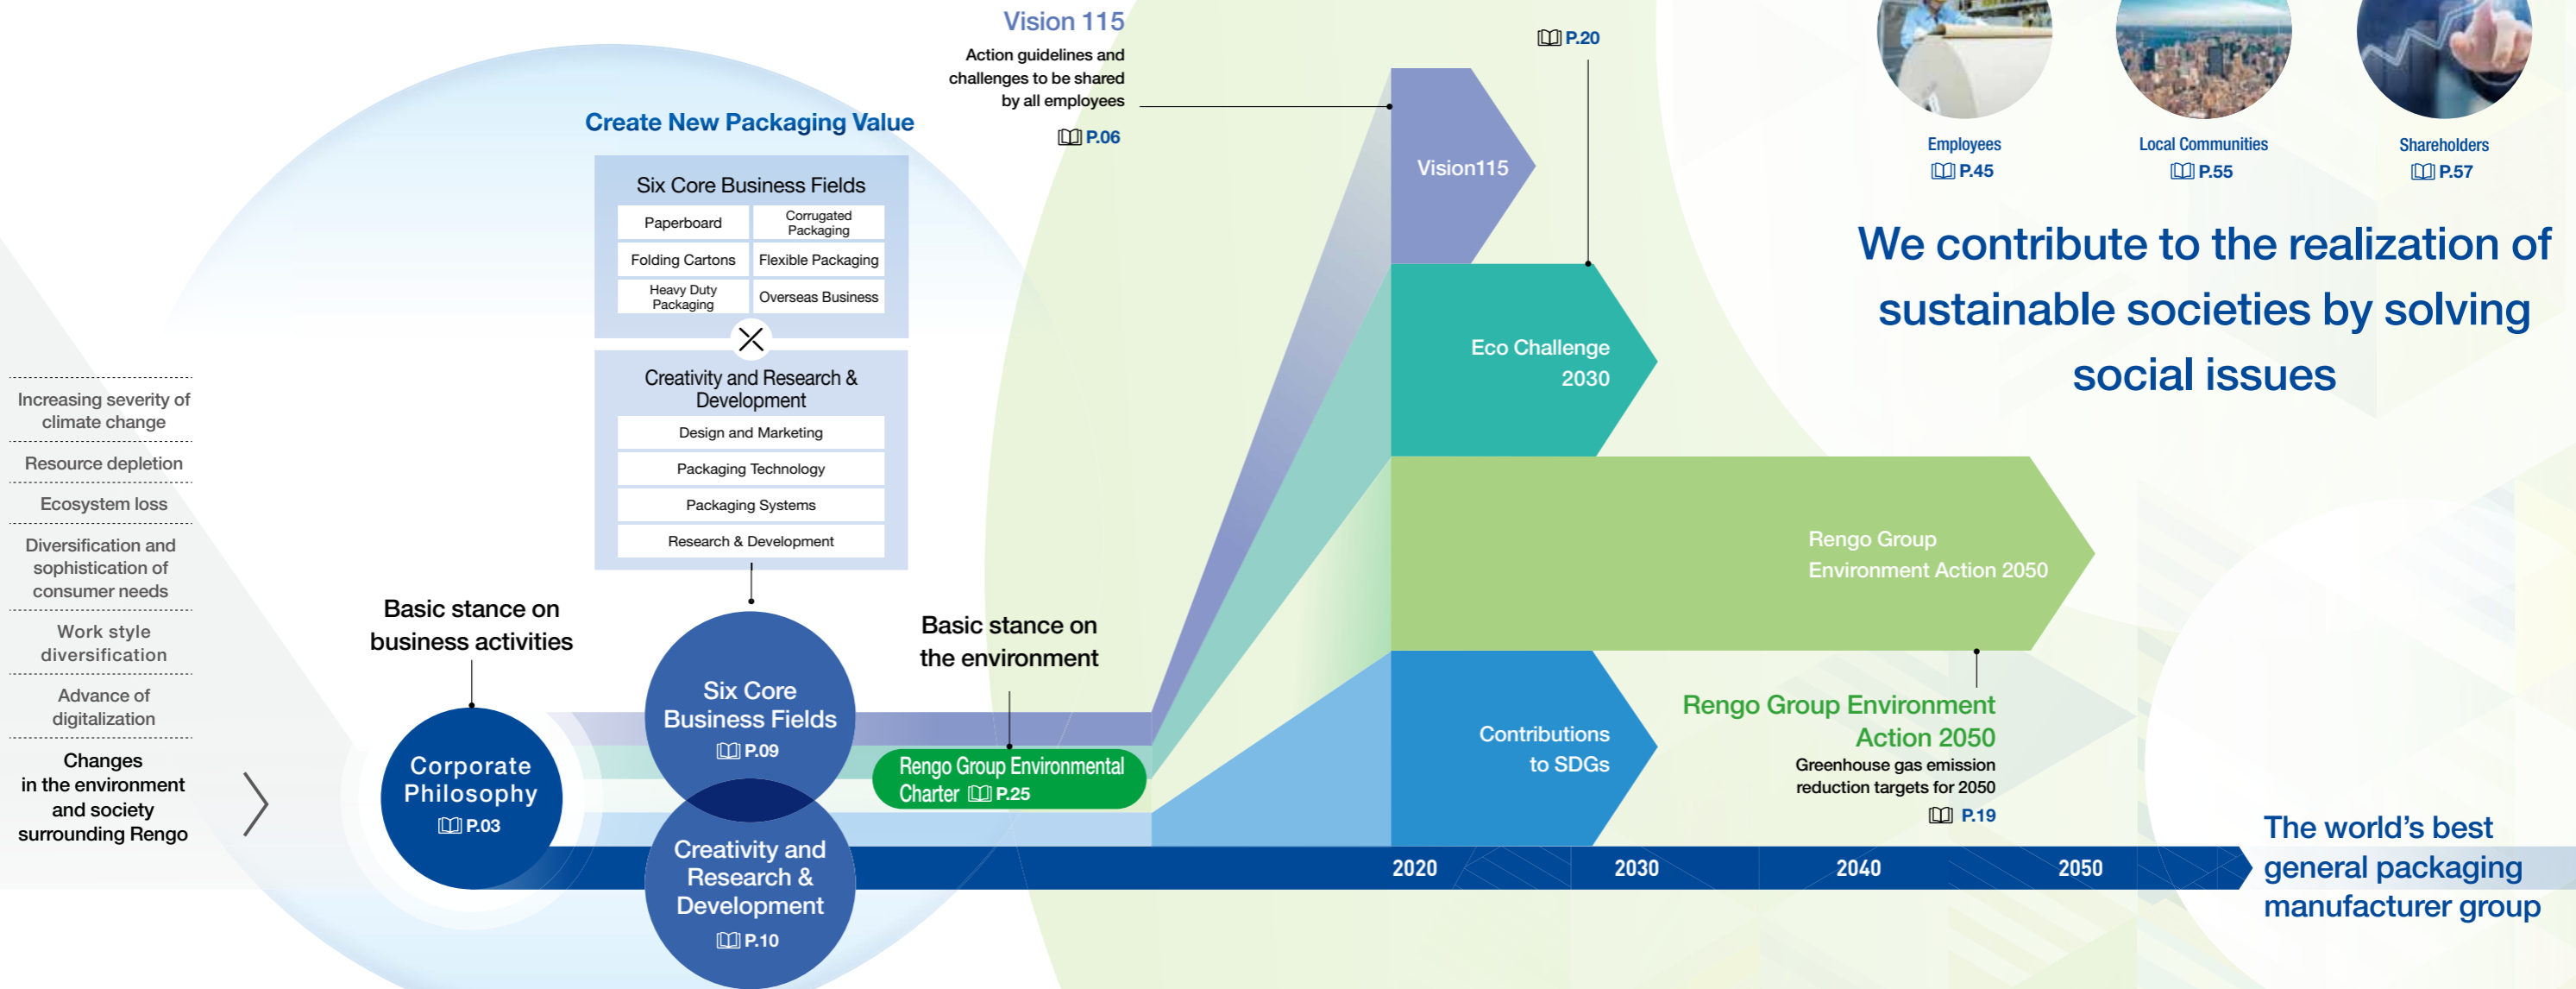 Increasing severity of
climate change
Resource depletion
Ecosystem loss
Diversification and
sophistication of
consumer needs
Work style
diversification
Advance of
digitalization
Changes
in the environment
and society
surrounding Rengo
Basic stance on
business activities
Corporate
Philosophy
P.03
Create New Packaging Value
Six Core Business Fields
Paperboard
Corrugated
Packaging
Folding Cartons
Flexible Packaging
Heavy Duty
Packaging
Overseas Business
Creativity and Research &
Development
Design and Marketing
Packaging Technology
Packaging Systems
Research & Development
Six Core
Business Fields
P.09
Creativity and
Research &
Development
P.10
Vision 115
Action guidelines and
challenges to be shared
by all employees
P.06
Basic stance on
the environment
Rengo Group Environmental
Charter P.25
P.20
Vision115
Eco Challenge
2030
Rengo Group
Environment Action 2050
Contributions
to SDGs
Rengo Group Environment
Action 2050
Greenhouse gas emission
reduction targets for 2050
P.19
2020
2030
2040
2050
Employees
P.45
Local Communities
P.55
Shareholders
P.57
We contribute to the realization of
sustainable societies by solving
social issues
The world's best
general packaging
manufacturer group